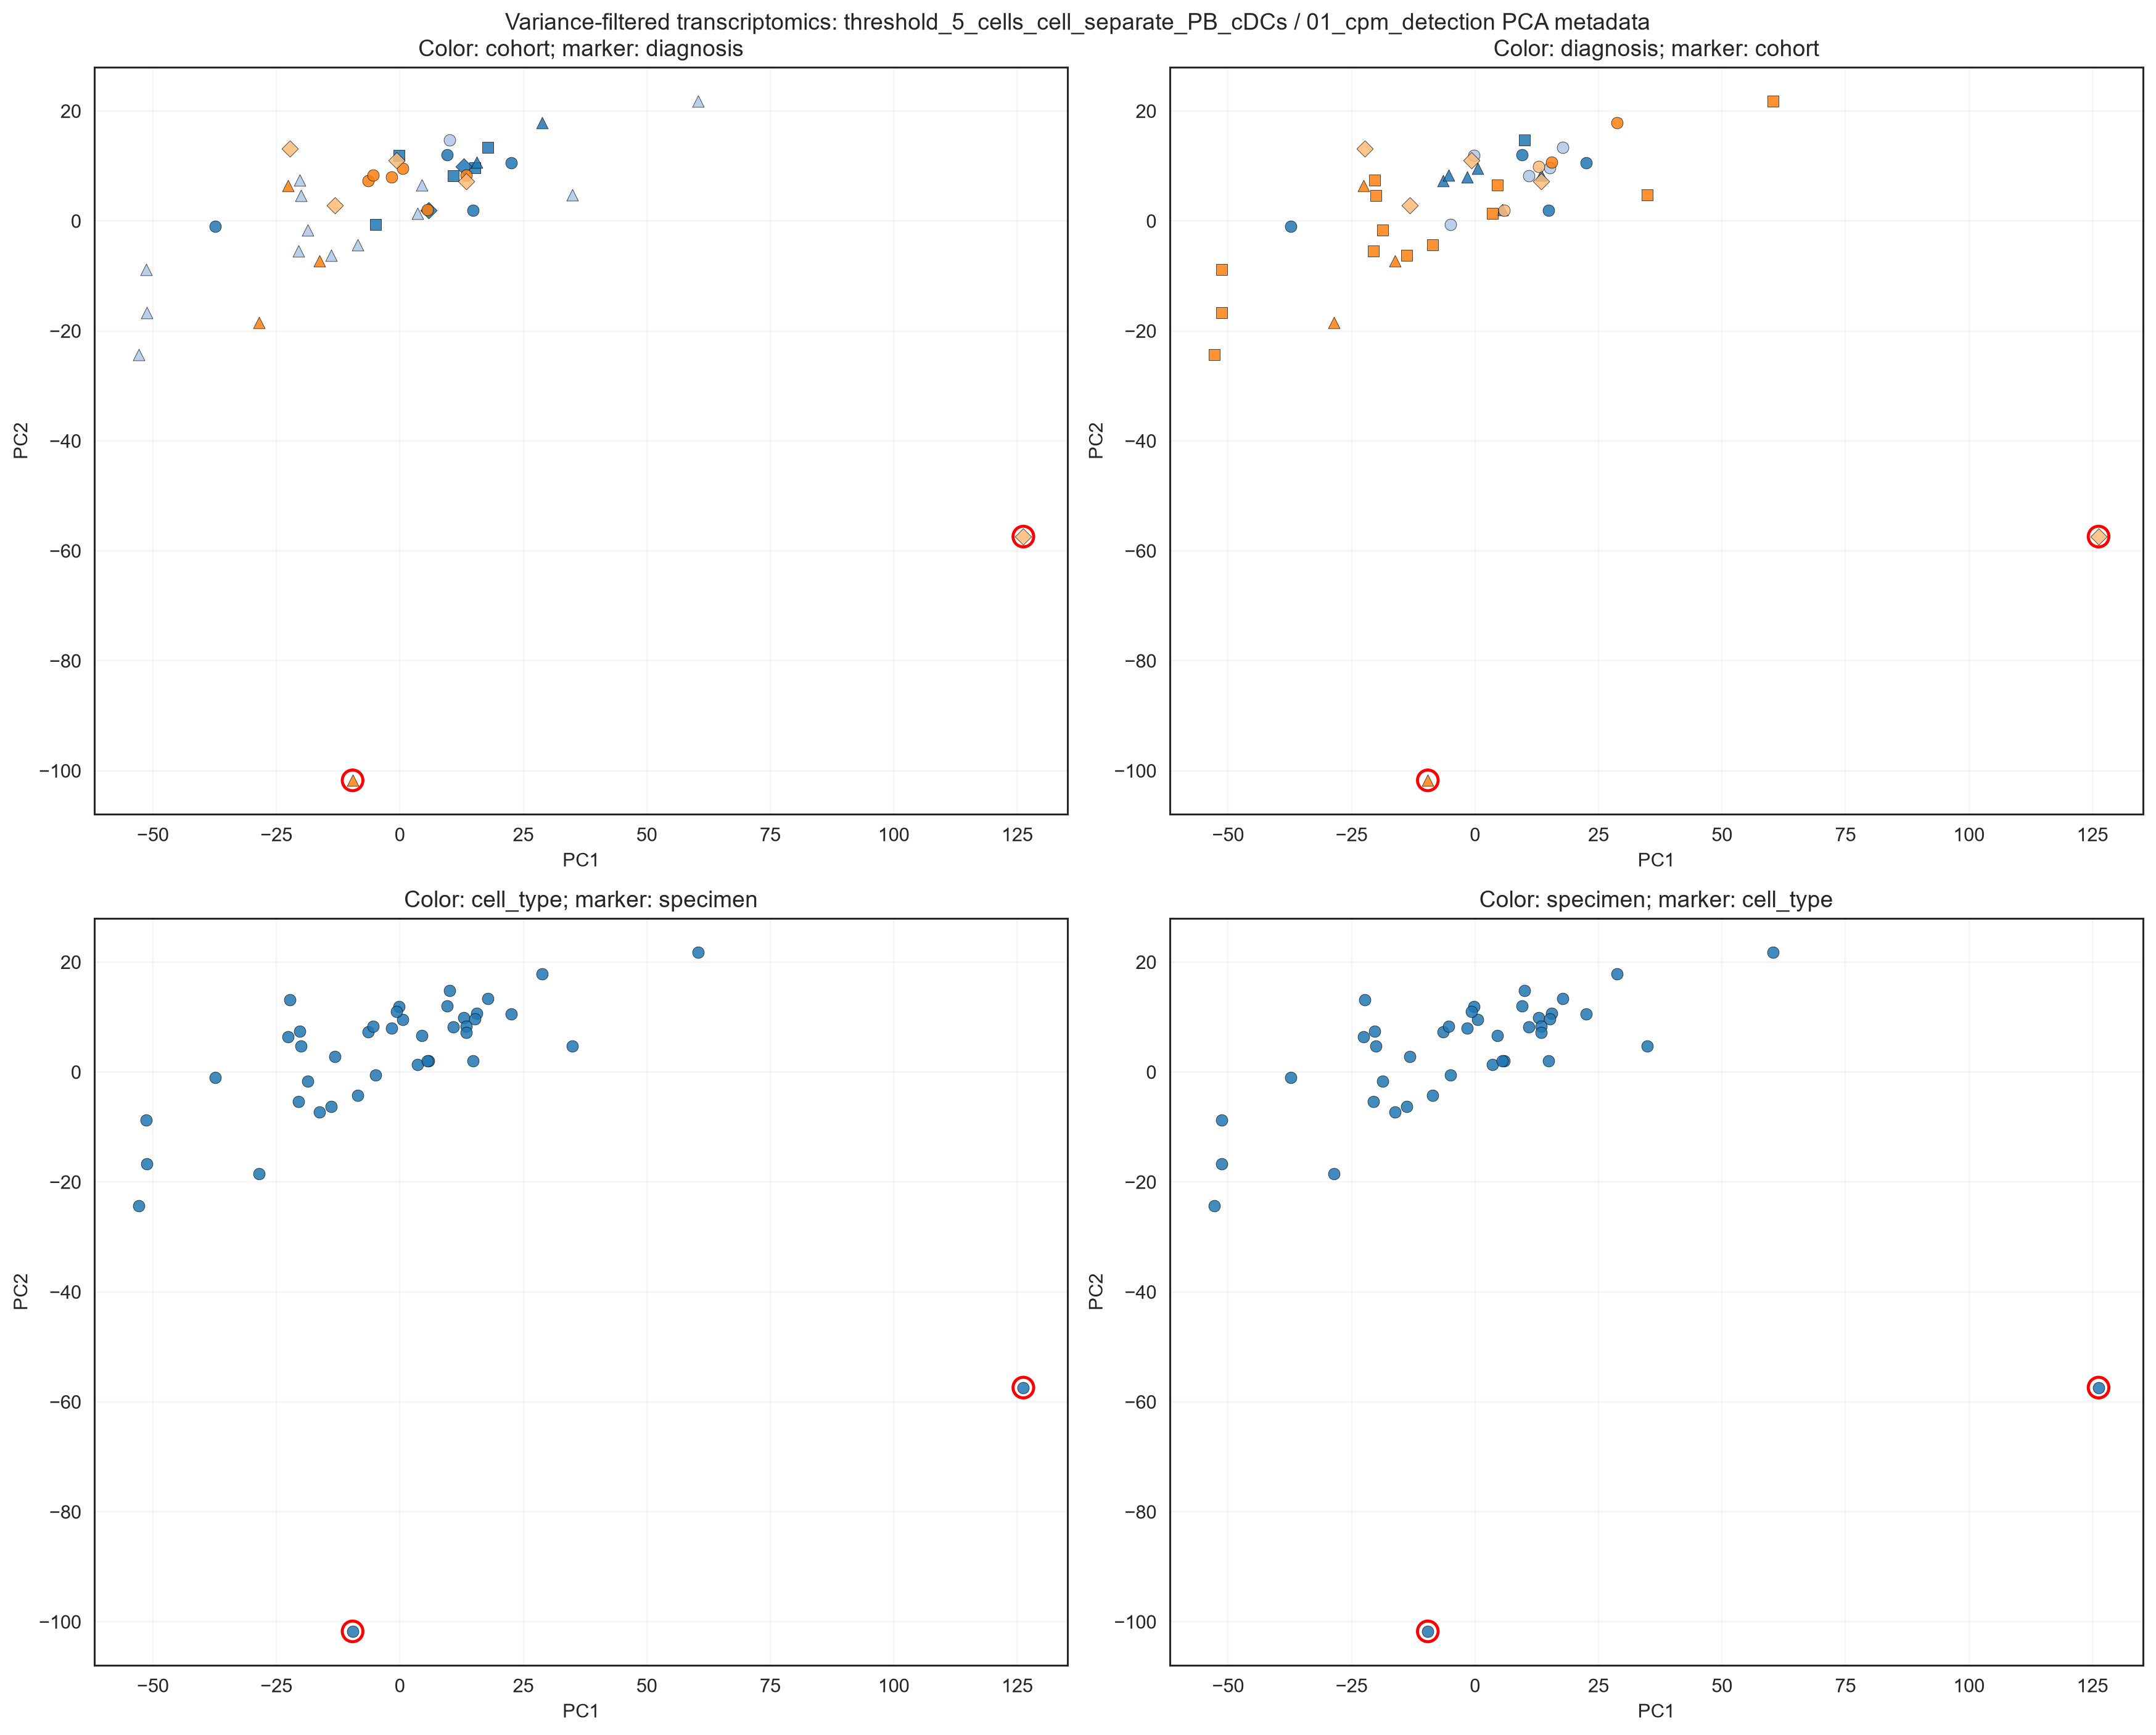 Variance-filtered transcriptomics: threshold_5_cells_cell_separate_PB_cDCs / 01_cpm_detection PCA metadata
Color: cohort; marker: diagnosis
20
0
−20
−40
−60
−80
−100
PC2
−50 −25 0 25 50 75 100 125
PC1
Color: diagnosis; marker: cohort
20
0
−20
−40
−60
−80
−100
PC2
−50 −25 0 25 50 75 100 125
PC1
Color: cell_type; marker: specimen
20
0
−20
−40
−60
−80
−100
PC2
−50 −25 0 25 50 75 100 125
PC1
Color: specimen; marker: cell_type
20
0
−20
−40
−60
−80
−100
PC2
−50 −25 0 25 50 75 100 125
PC1